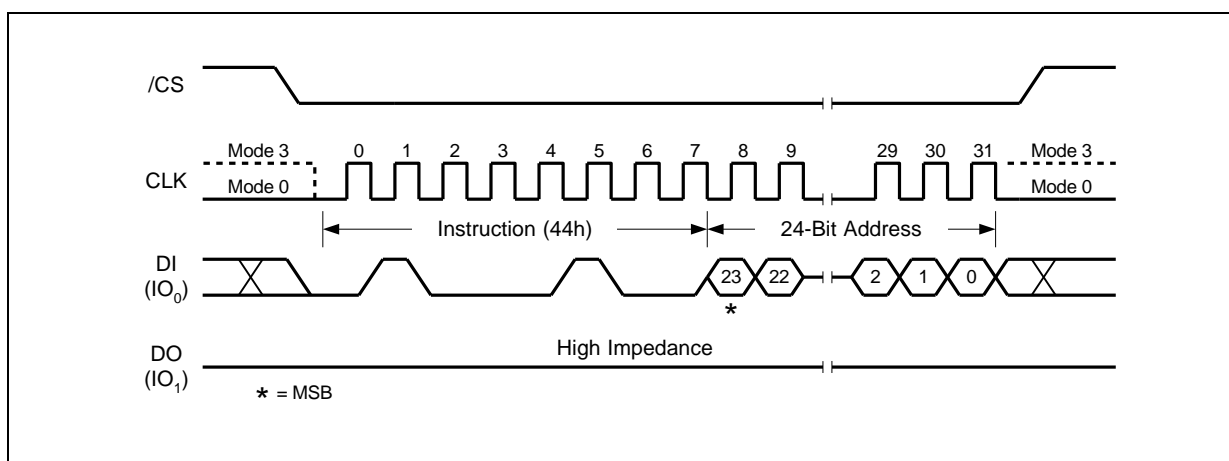 /CS
Mode 3 0 1 2 3 4 5 6 7 8 9 29 30 31 Mode 3
CLK
Mode 0 Mode 0
Instruction (44h) 24-Bit Address
DI
(IO0)
23 22 2 1 0
*
High Impedance
DO
(IO1)
* = MSB